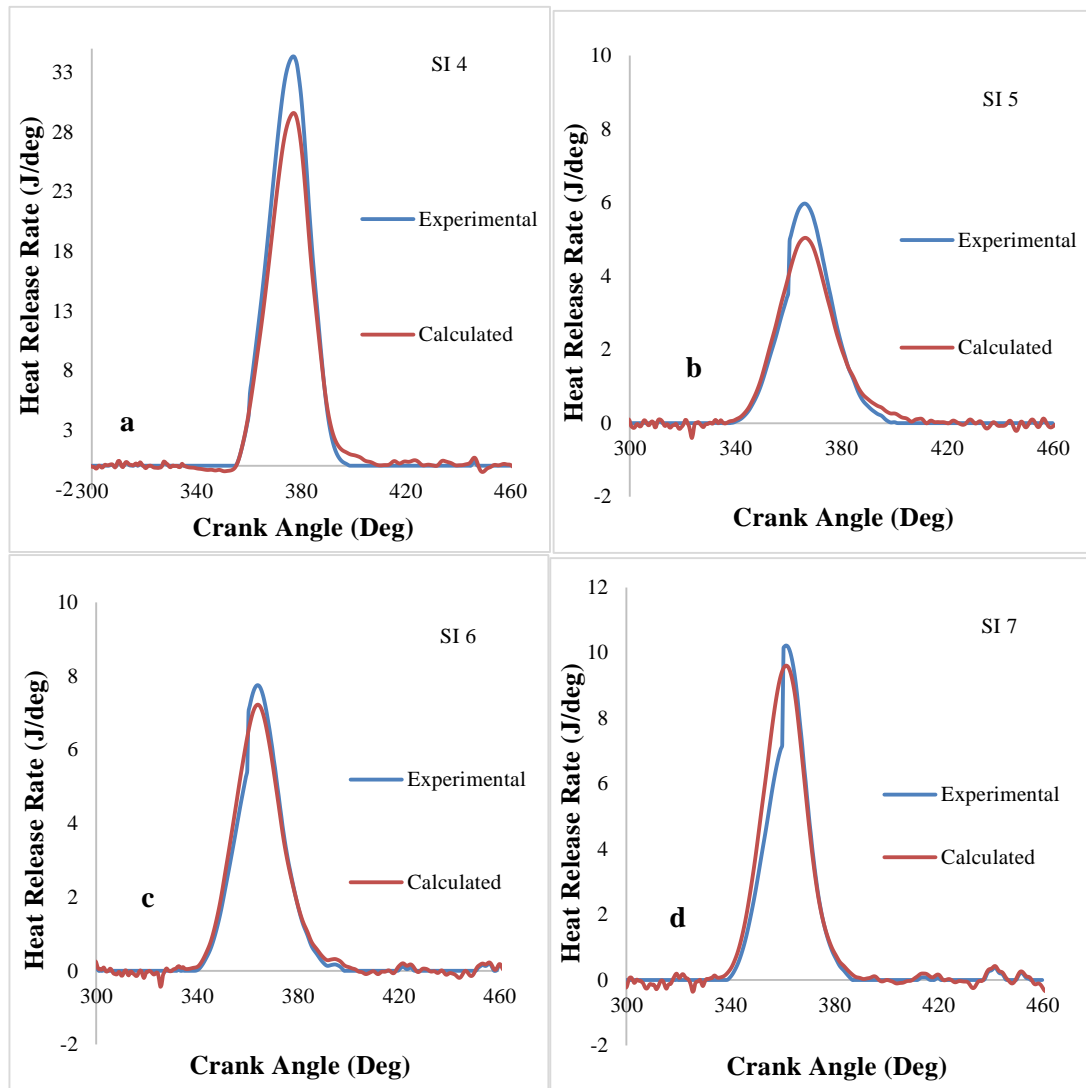 SI 4
Heat Release Rate (J/deg)
33
28
23
18
13
8
3
-2
300
340
380
420
460
Crank Angle (Deg)
Experimental
Calculated
a
SI 5
Heat Release Rate (J/deg)
10
8
6
4
2
0
-2
300
340
380
420
460
Crank Angle (Deg)
Experimental
Calculated
b
SI 6
Heat Release Rate (J/deg)
10
8
6
4
2
0
-2
300
340
380
420
460
Crank Angle (Deg)
Experimental
Calculated
c
SI 7
Heat Release Rate (J/deg)
12
10
8
6
4
2
0
-2
300
340
380
420
460
Crank Angle (Deg)
Experimental
Calculated
d